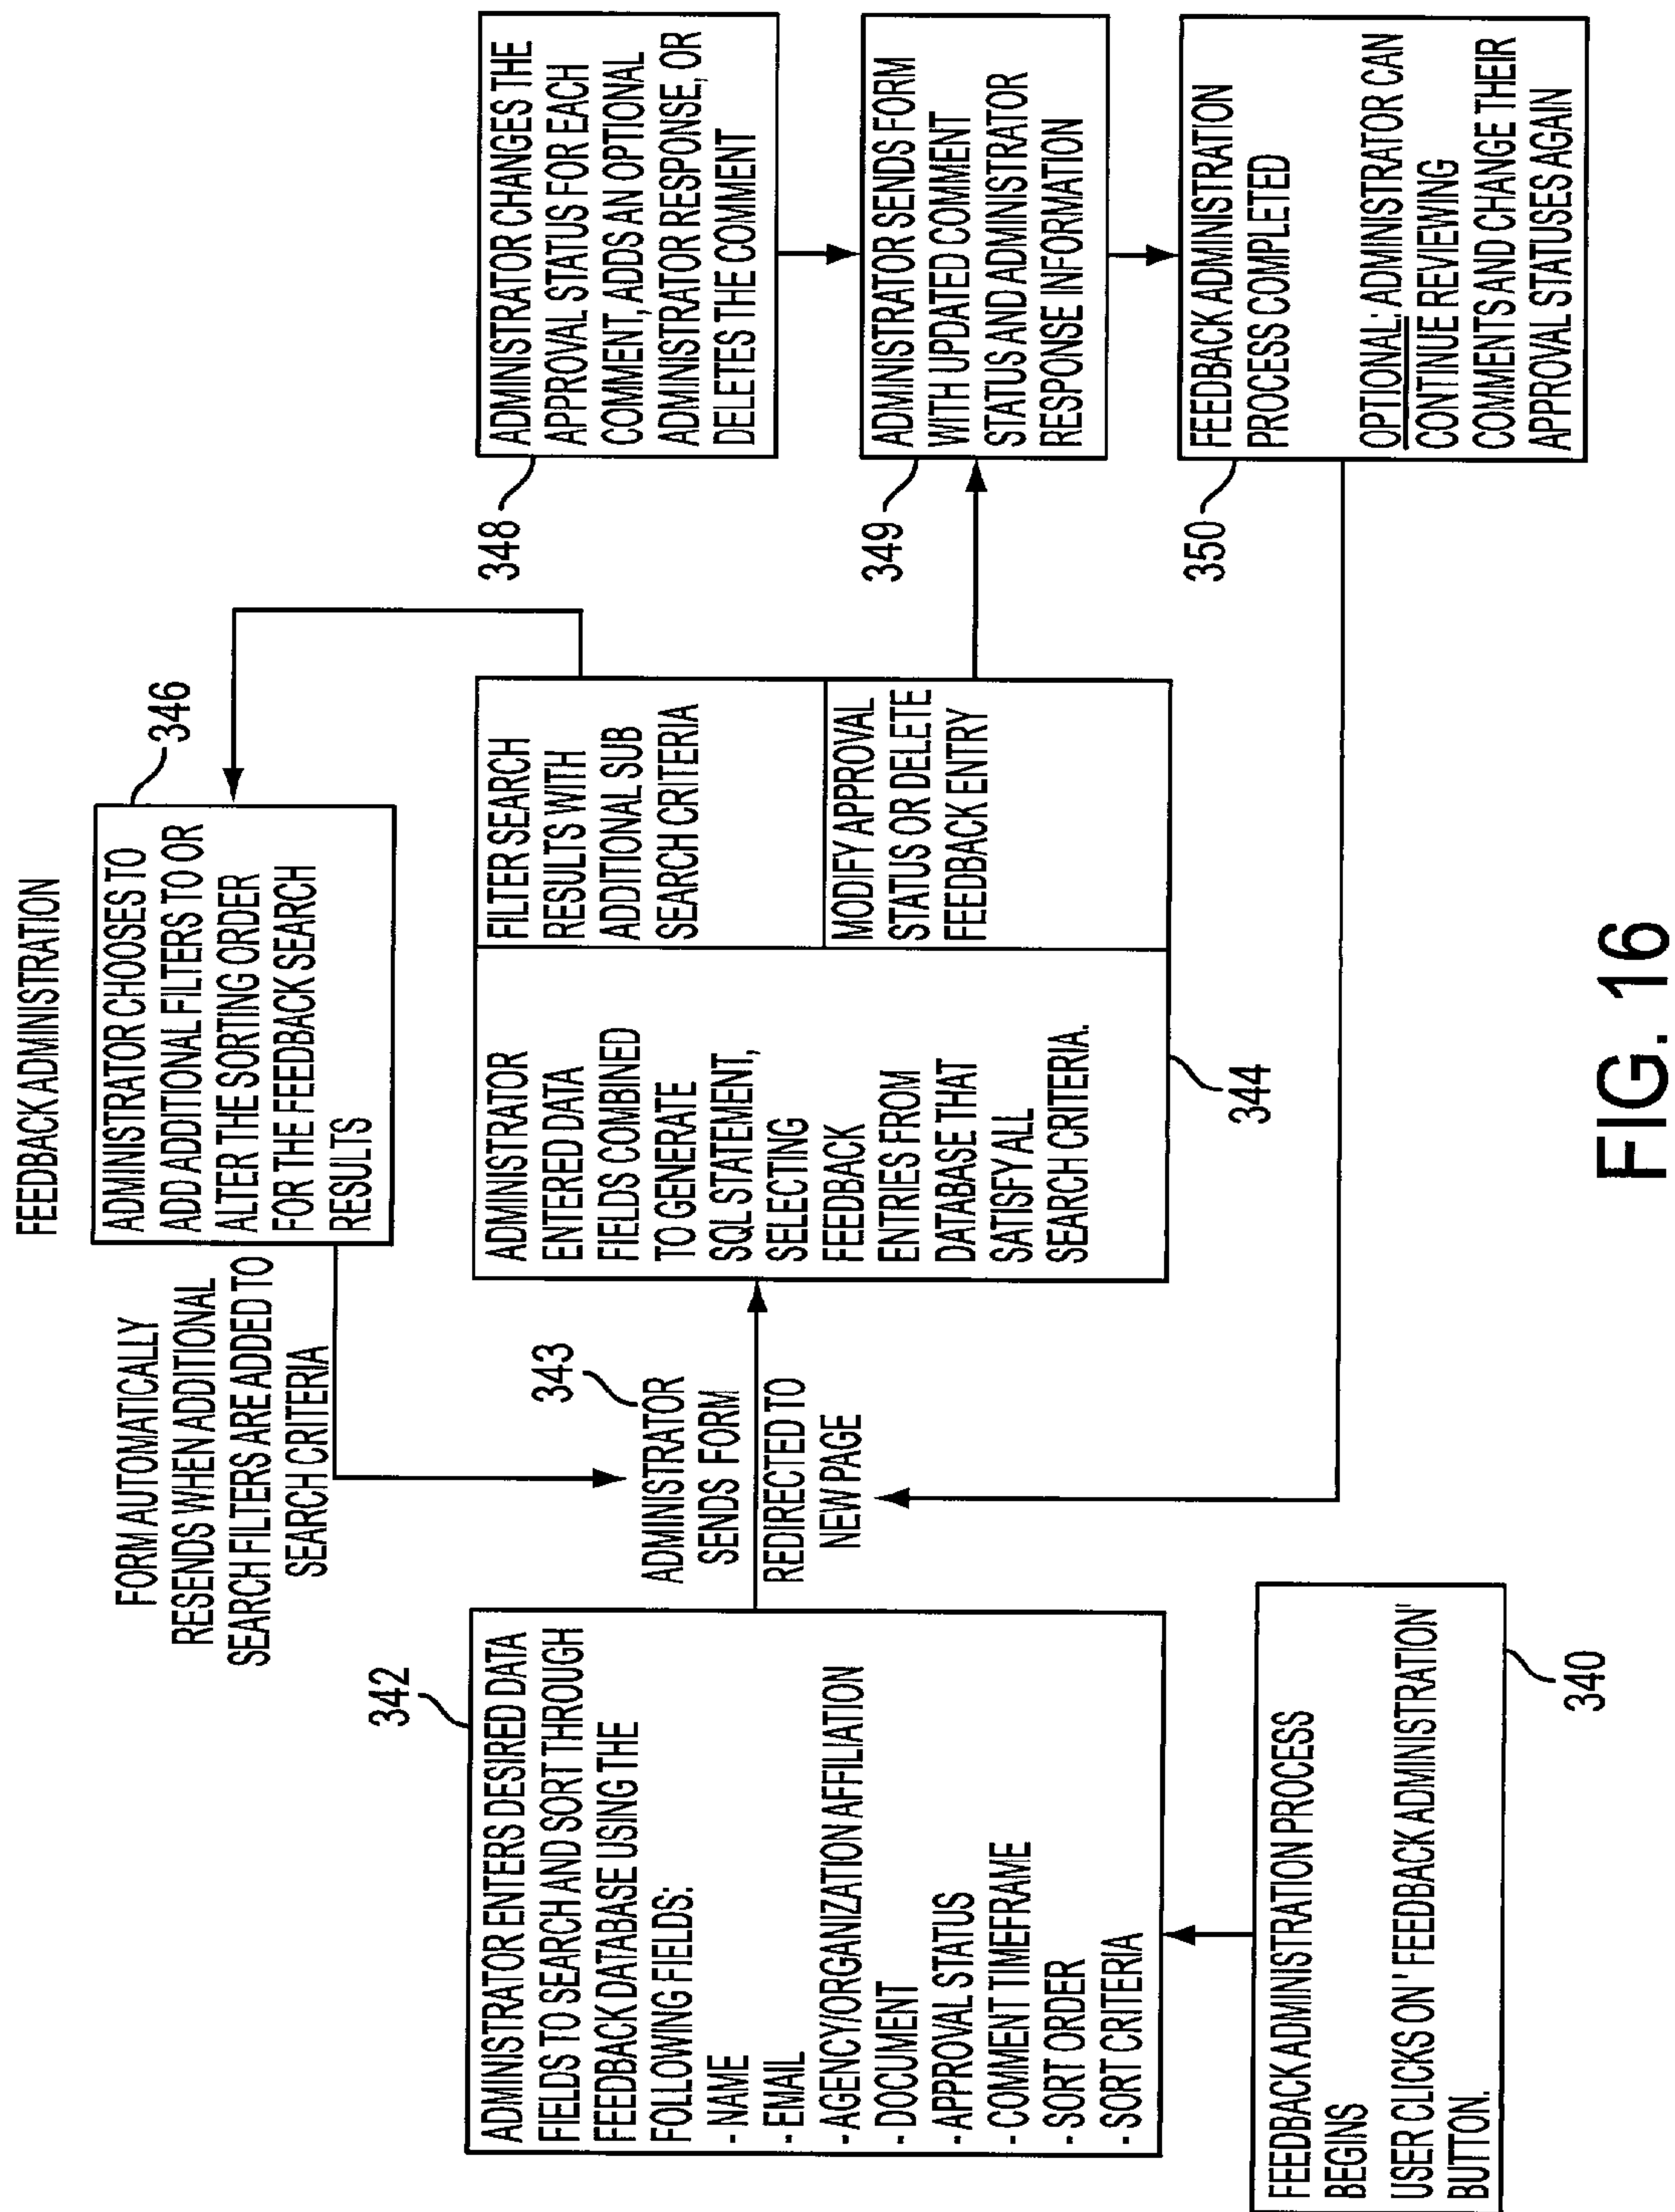 FEEDBACK ADMINISTRATION
ADMINISTRATOR CHOOSES TO
ADD ADDITIONAL FILTERS TO OR
ALTER THE SORTING ORDER
FOR THE FEEDBACK SEARCH
RESULTS
346
FORM AUTOMATICALLY
RESENDS WHEN ADDITIONAL
SEARCH FILTERS ARE ADDED TO
SEARCH CRITERIA
342
ADMINISTRATOR ENTERS DESIRED DATA
FIELDS TO SEARCH AND SORT THROUGH
FEEDBACK DATABASE USING THE
FOLLOWING FIELDS:
- NAME
- EMAIL
- AGENCY/ORGANIZATION AFFILIATION
- DOCUMENT
- APPROVAL STATUS
- COMMENT TIMEFRAME
- SORT ORDER
- SORT CRITERIA
343
ADMINISTRATOR
SENDS FORM
REDIRECTED TO
NEW PAGE
ADMINISTRATOR
ENTERED DATA
FIELDS COMBINED
TO GENERATE
SQL STATEMENT,
SELECTING
FEEDBACK
ENTRIES FROM
DATABASE THAT
SATISFY ALL
SEARCH CRITERIA.
344
FILTER SEARCH
RESULTS WITH
ADDITIONAL SUB
SEARCH CRITERIA
MODIFY APPROVAL
STATUS OR DELETE
FEEDBACK ENTRY
348
ADMINISTRATOR CHANGES THE
APPROVAL STATUS FOR EACH
COMMENT, ADDS AN OPTIONAL
ADMINISTRATOR RESPONSE, OR
DELETES THE COMMENT
349
ADMINISTRATOR SENDS FORM
WITH UPDATED COMMENT
STATUS AND ADMINISTRATOR
RESPONSE INFORMATION
350
FEEDBACK ADMINISTRATION
PROCESS COMPLETED
OPTIONAL: ADMINISTRATOR CAN
CONTINUE REVIEWING
COMMENTS AND CHANGE THEIR
APPROVAL STATUSES AGAIN
FEEDBACK ADMINISTRATION PROCESS
BEGINS
USER CLICKS ON ' FEEDBACK ADMINISTRATION'
BUTTON.
340
FIG. 16